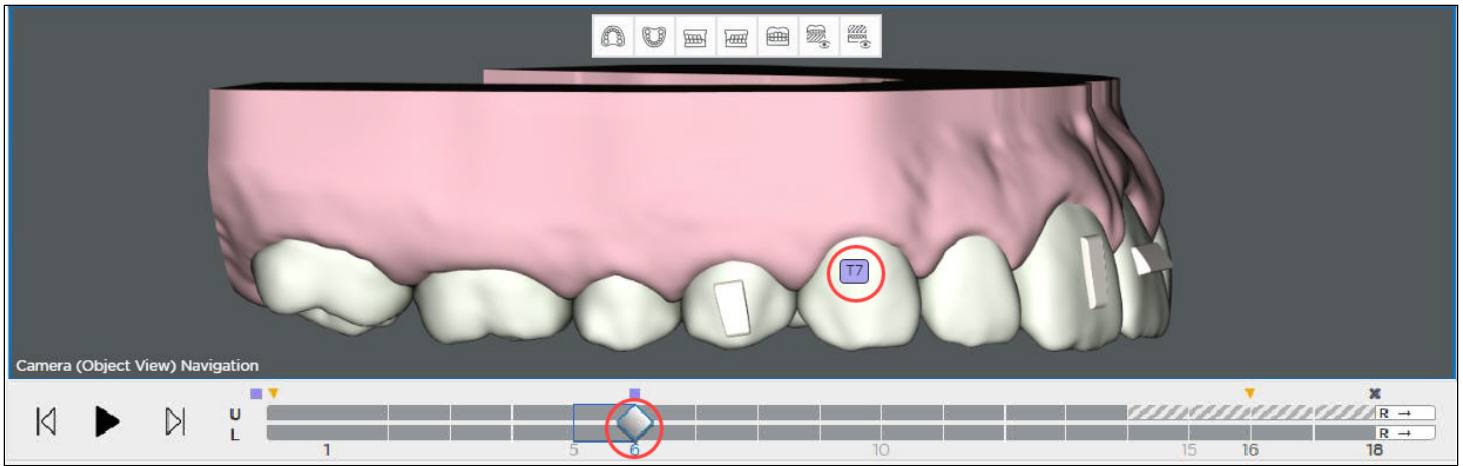 T7
Camera (Object View) Navigation
U
R →
L
R →
1 5 6 10 15 16 18